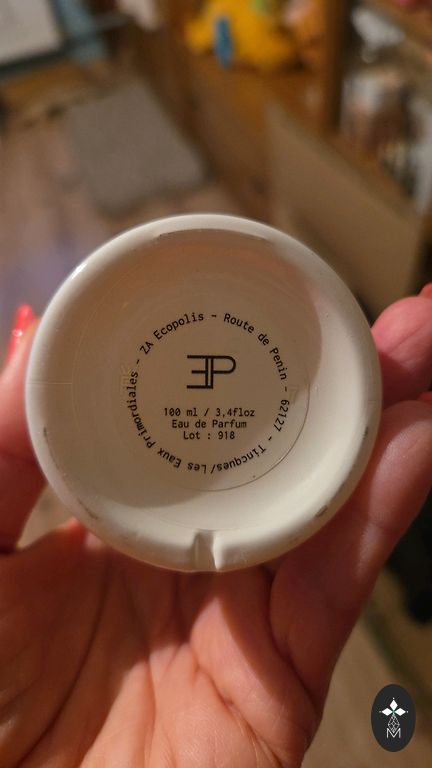 Les Eaux Primordiales - ZA Ecopolis - Route de Penin - 62127 - Tincques/
EP
100 ml / 3,4floz
Eau de Parfum
Lot : 918
M